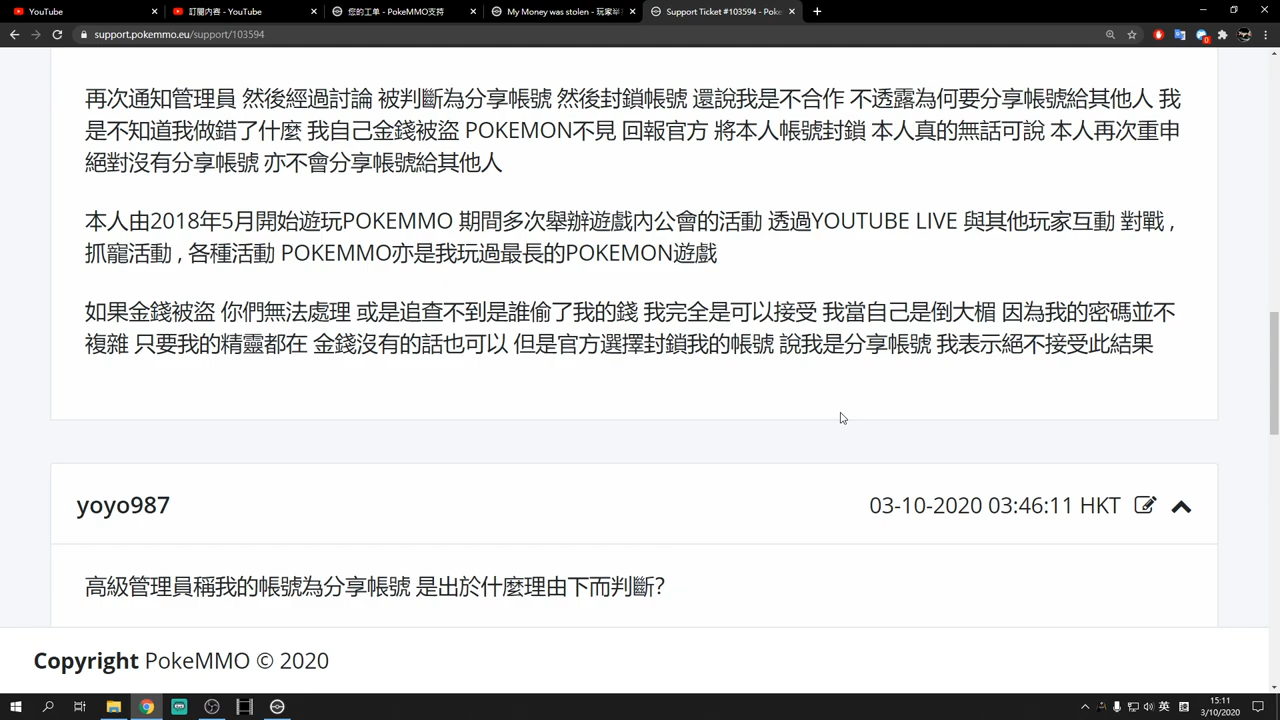 YouTube
訂閱內容 - YouTube
您的工单 - PokeMMO支持
My Money was stolen - 玩家举
Support Ticket #103594 - Poke
support.pokemmo.eu/support/103594
再次通知管理員 然後經過討論 被判斷為分享帳號 然後封鎖帳號 還說我是不合作 不透露為何要分享帳號給其他人 我
是不知道我做錯了什麼 我自己金錢被盜 POKEMON不見 回報官方 將本人帳號封鎖 本人真的無話可說 本人再次重申
絕對沒有分享帳號 亦不會分享帳號給其他人
本人由2018年5月開始遊玩POKEMMO 期間多次舉辦遊戲內公會的活動 透過YOUTUBE LIVE 與其他玩家互動 對戰 ,
抓寵活動 , 各種活動 POKEMMO亦是我玩過最長的POKEMON遊戲
如果金錢被盜 你們無法處理 或是追查不到是誰偷了我的錢 我完全是可以接受 我當自己是倒大楣 因為我的密碼並不
複雜 只要我的精靈都在 金錢沒有的話也可以 但是官方選擇封鎖我的帳號 說我是分享帳號 我表示絕不接受此結果
yoyo987
03-10-2020 03:46:11 HKT
高級管理員稱我的帳號為分享帳號 是出於什麼理由下而判斷?
Copyright PokeMMO © 2020
英
15:11
3/10/2020